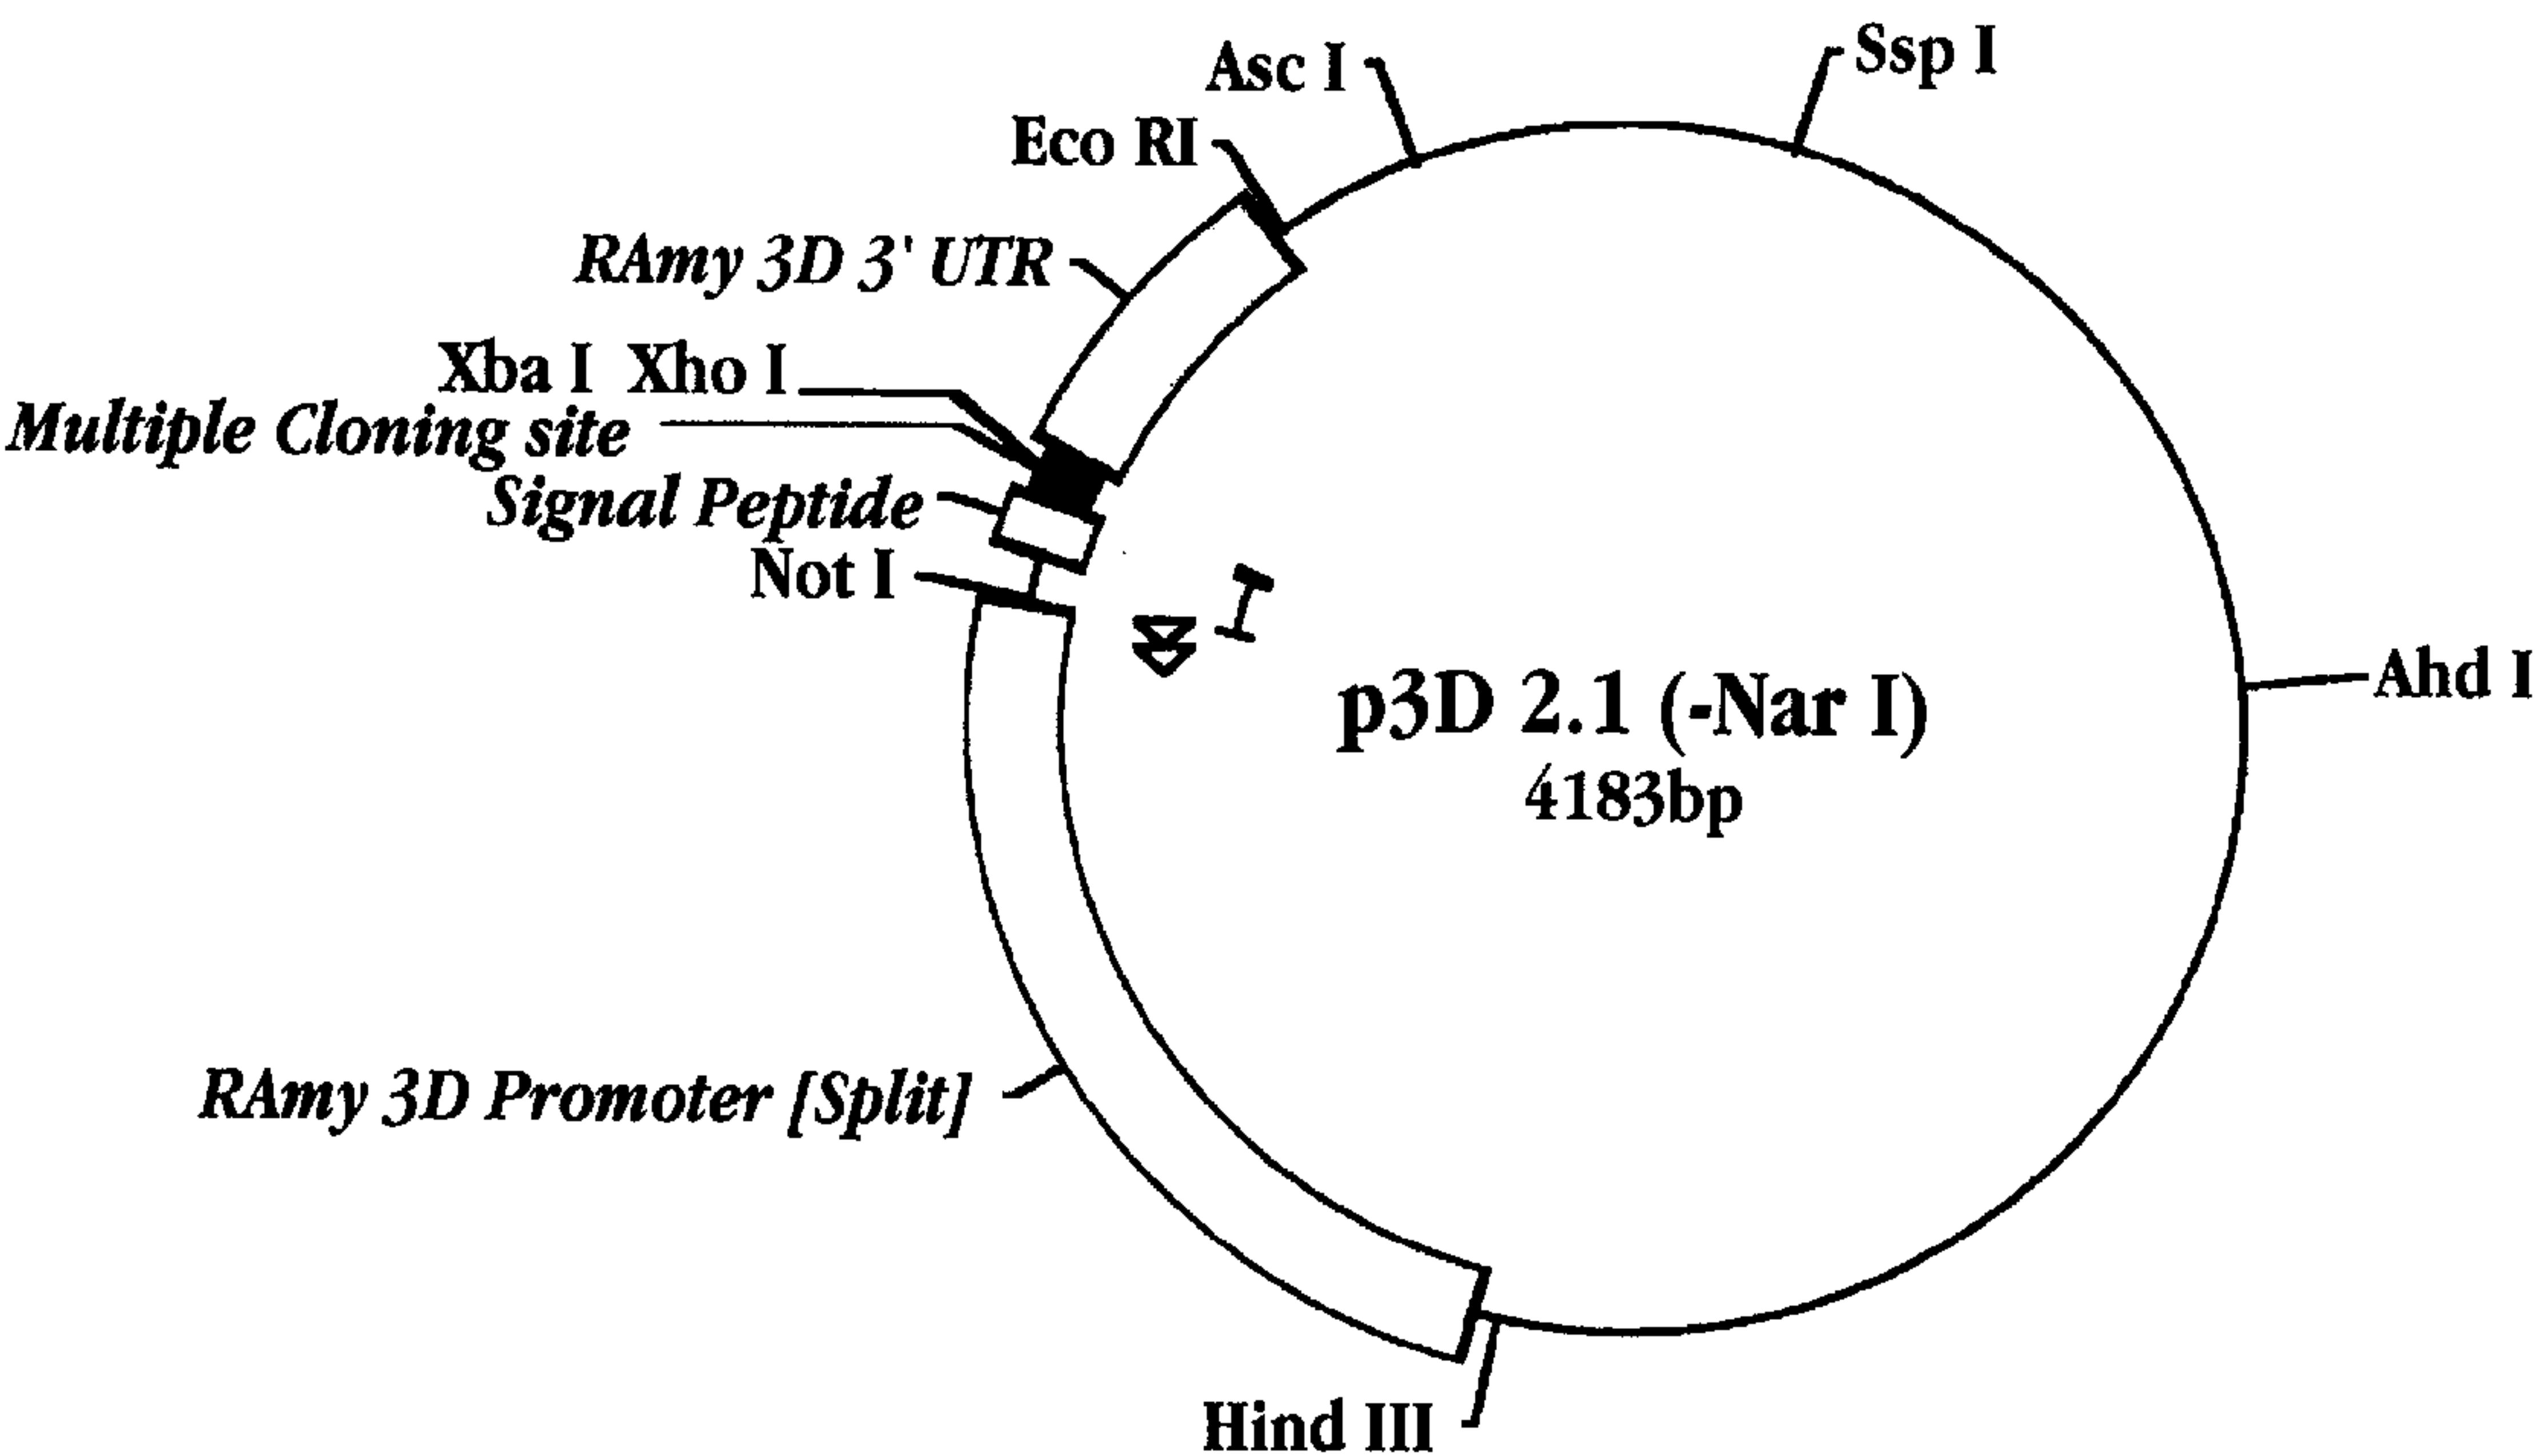 Ssp I
Asc I
Eco RI
RAmy 3D 3' UTR
Xba I Xho I
Multiple Cloning site
Signal Peptide
Not I
Ahd I
p3D 2.1 (-Nar I)
4183bp
RAmy 3D Promoter [Split]
Hind III